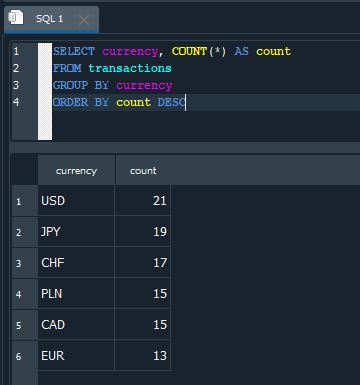 SQL 1
1 SELECT currency, COUNT(*) AS count
2 FROM transactions
3 GROUP BY currency
4 ORDER BY count DESC
currency count
1 USD 21
2 JPY 19
3 CHF 17
4 PLN 15
5 CAD 15
6 EUR 13